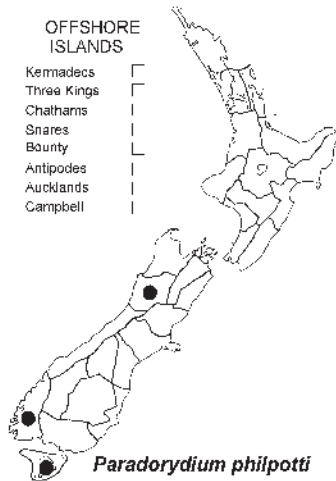 OFFSHORE
ISLANDS
Kermadecs
Three Kings
Chathams
Snares
Bounty
Antipodes
Aucklands
Campbell
Paradorydium philpotti